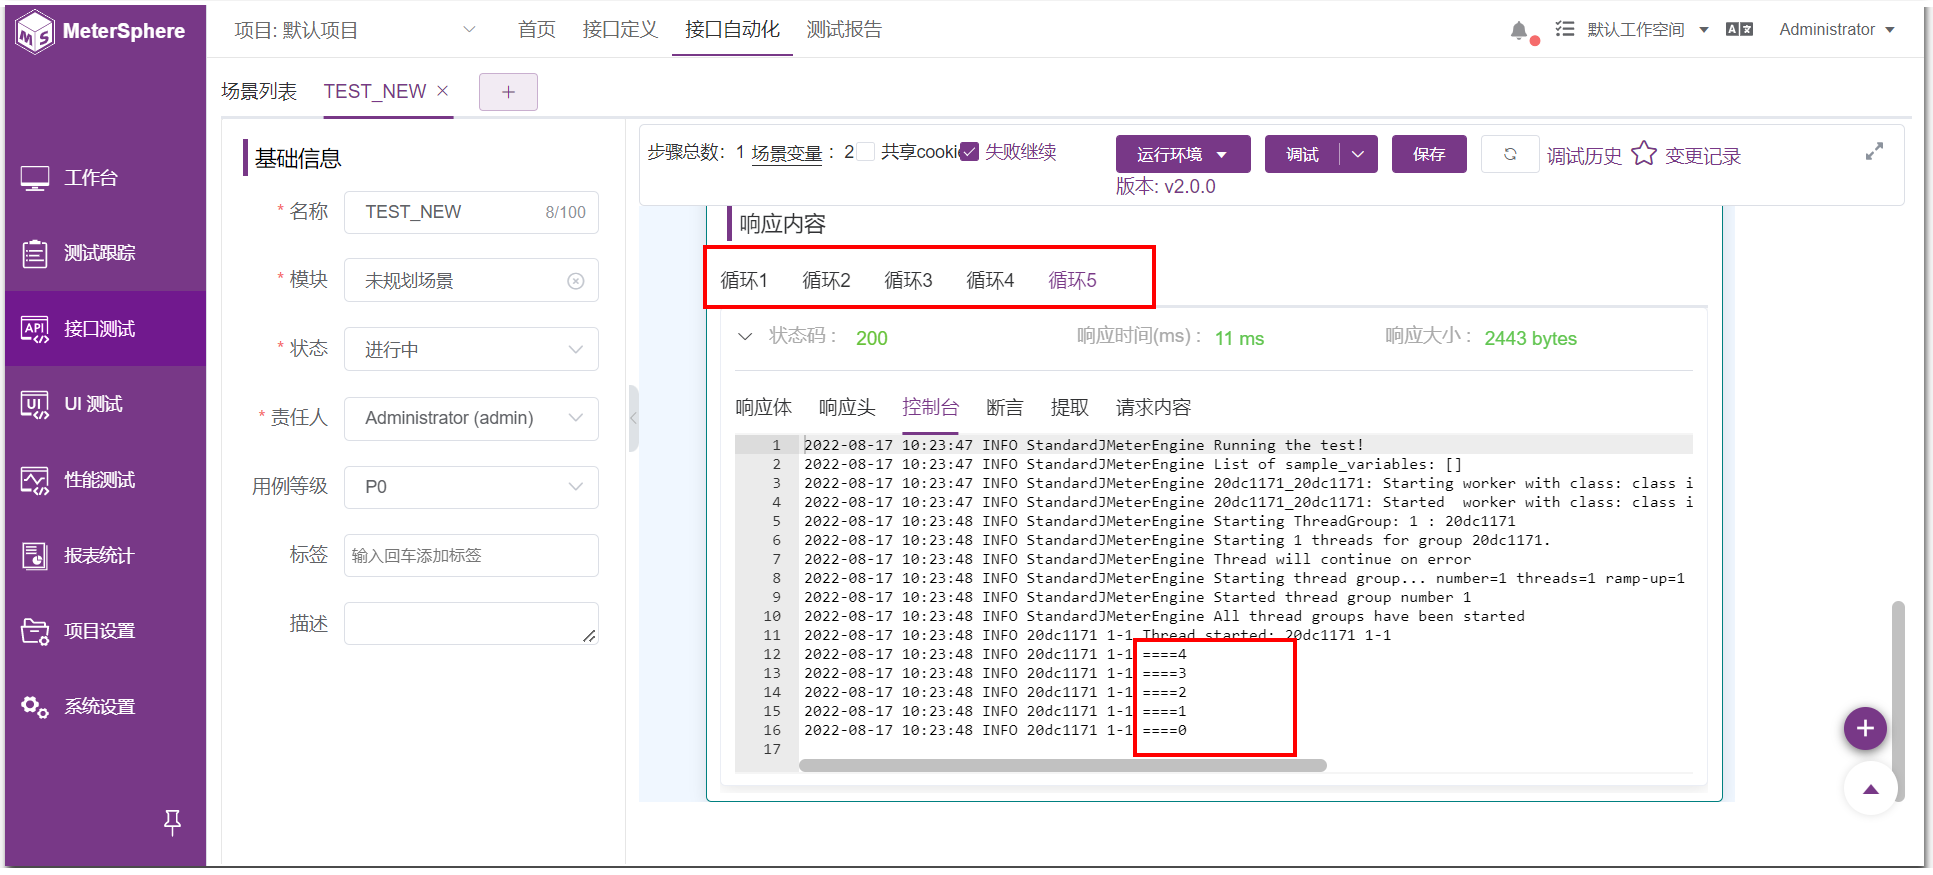 MeterSphere
项目: 默认项目
首页
接口定义
接口自动化
测试报告
默认工作空间
Administrator
场景列表
TEST_NEW
工作台
测试跟踪
API 接口测试
UI UI 测试
性能测试
报表统计
项目设置
系统设置
基础信息
* 名称 TEST_NEW 8/100
* 模块 未规划场景
* 状态 进行中
* 责任人 Administrator (admin)
用例等级 P0
标签 输入回车添加标签
描述
步骤总数: 1 场景变量 : 2 共享cooki 失败继续
运行环境
调试
保存
调试历史
变更记录
版本: v2.0.0
响应内容
循环1 循环2 循环3 循环4 循环5
状态码 : 200 响应时间(ms) : 11 ms 响应大小 : 2443 bytes
响应体 响应头 控制台 断言 提取 请求内容
1 2022-08-17 10:23:47 INFO StandardJMeterEngine Running the test!
2 2022-08-17 10:23:47 INFO StandardJMeterEngine List of sample_variables: []
3 2022-08-17 10:23:47 INFO StandardJMeterEngine 20dc1171_20dc1171: Starting worker with class: class i
4 2022-08-17 10:23:47 INFO StandardJMeterEngine 20dc1171_20dc1171: Started  worker with class: class i
5 2022-08-17 10:23:48 INFO StandardJMeterEngine Starting ThreadGroup: 1 : 20dc1171
6 2022-08-17 10:23:48 INFO StandardJMeterEngine Starting 1 threads for group 20dc1171.
7 2022-08-17 10:23:48 INFO StandardJMeterEngine Thread will continue on error
8 2022-08-17 10:23:48 INFO StandardJMeterEngine Starting thread group... number=1 threads=1 ramp-up=1
9 2022-08-17 10:23:48 INFO StandardJMeterEngine Started thread group number 1
10 2022-08-17 10:23:48 INFO StandardJMeterEngine All thread groups have been started
11 2022-08-17 10:23:48 INFO 20dc1171 1-1 Thread started: 20dc1171 1-1
12 2022-08-17 10:23:48 INFO 20dc1171 1-1 ====4
13 2022-08-17 10:23:48 INFO 20dc1171 1-1 ====3
14 2022-08-17 10:23:48 INFO 20dc1171 1-1 ====2
15 2022-08-17 10:23:48 INFO 20dc1171 1-1 ====1
16 2022-08-17 10:23:48 INFO 20dc1171 1-1 ====0
17